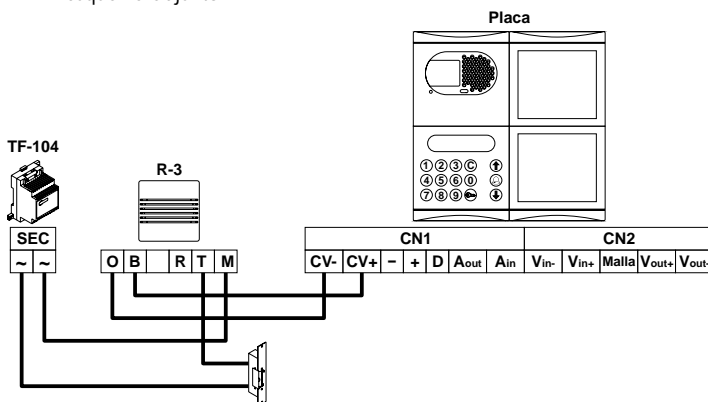 Placa
TF-104
R-3
1 2 3 C
4 5 6 0
7 8 9
SEC
CN1
CN2
~ ~
O B R T M
CV- CV+ − + D Aout Ain Vin- Vin+ Malla Vout+ Vout-